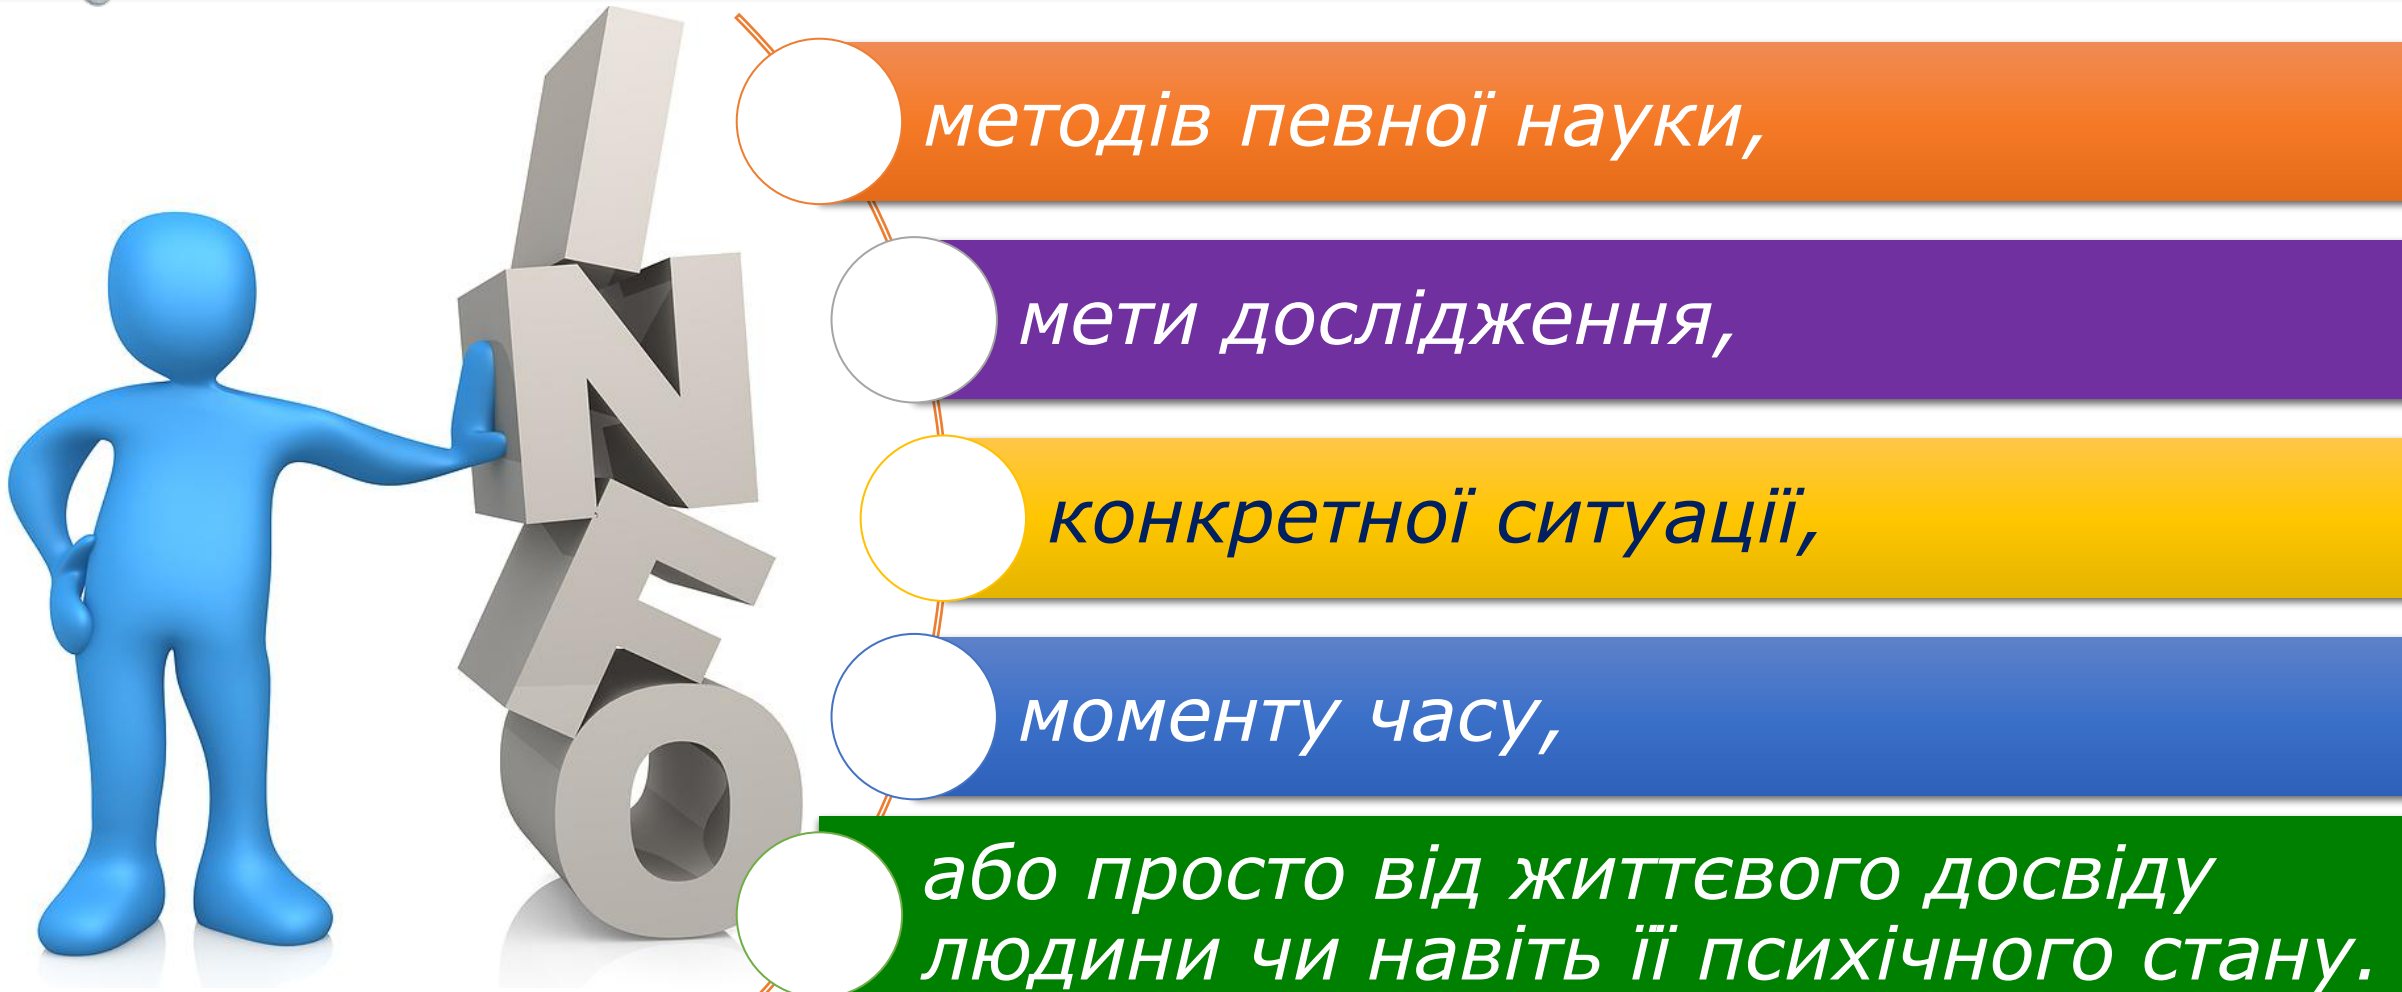 INFO
методів певної науки,
мети дослідження,
конкретної ситуації,
моменту часу,
або просто від життєвого досвіду
людини чи навіть її психічного стану.